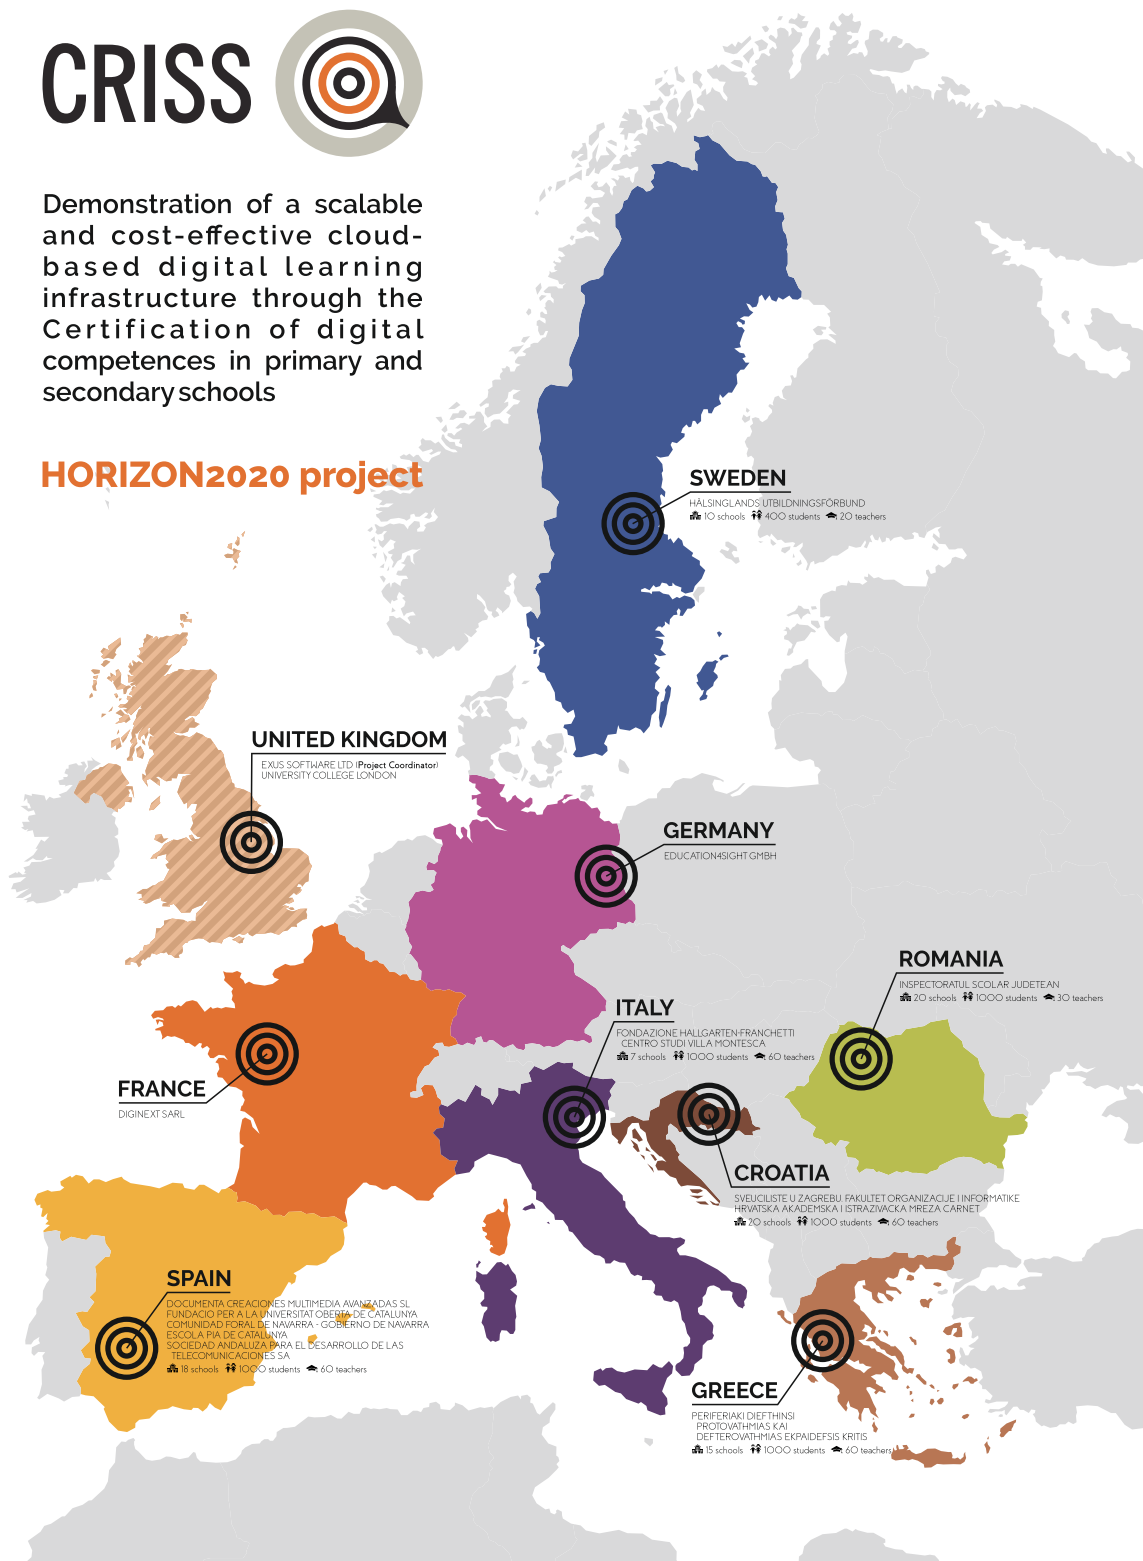 CRISS
Demonstration of a scalable
and cost-effective cloud-
based digital learning
infrastructure through the
Certification of digital
competences in primary and
secondary schools
HORIZON2020 project
SWEDEN
HÄLSINGLANDS UTBILDNINGSFÖRBUND
10 schools 400 students 20 teachers
UNITED KINGDOM
EXUS SOFTWARE LTD (Project Coordinator)
UNIVERSITY COLLEGE LONDON
GERMANY
EDUCATION4SIGHT GMBH
ROMANIA
INSPECTORATUL SCOLAR JUDETEAN
20 schools 1000 students 30 teachers
ITALY
FONDAZIONE HALLGARTEN-FRANCHETTI
CENTRO STUDI VILLA MONTESCA
7 schools 1000 students 60 teachers
FRANCE
DIGINEXT SARL
CROATIA
SVEUCILISTE U ZAGREBU, FAKULTET ORGANIZACIJE I INFORMATIKE
HRVATSKA AKADEMSKA I ISTRAZIVACKA MREZA CARNET
20 schools 1000 students 60 teachers
SPAIN
DOCUMENTA CREACIONES MULTIMEDIA AVANZADAS SL
FUNDACIO PER A LA UNIVERSITAT OBERTA DE CATALUNYA
COMUNIDAD FORAL DE NAVARRA - GOBIERNO DE NAVARRA
ESCOLA PIA DE CATALUNYA
SOCIEDAD ANDALUZA PARA EL DESARROLLO DE LAS
TELECOMUNICACIONES SA
18 schools 1000 students 60 teachers
GREECE
PERIFERIAKI DIEFTHINSI
PROTOVATHMIAS KAI
DEFTEROVATHMIAS EKPAIDEFSIS KRITIS
15 schools 1000 students 60 teachers